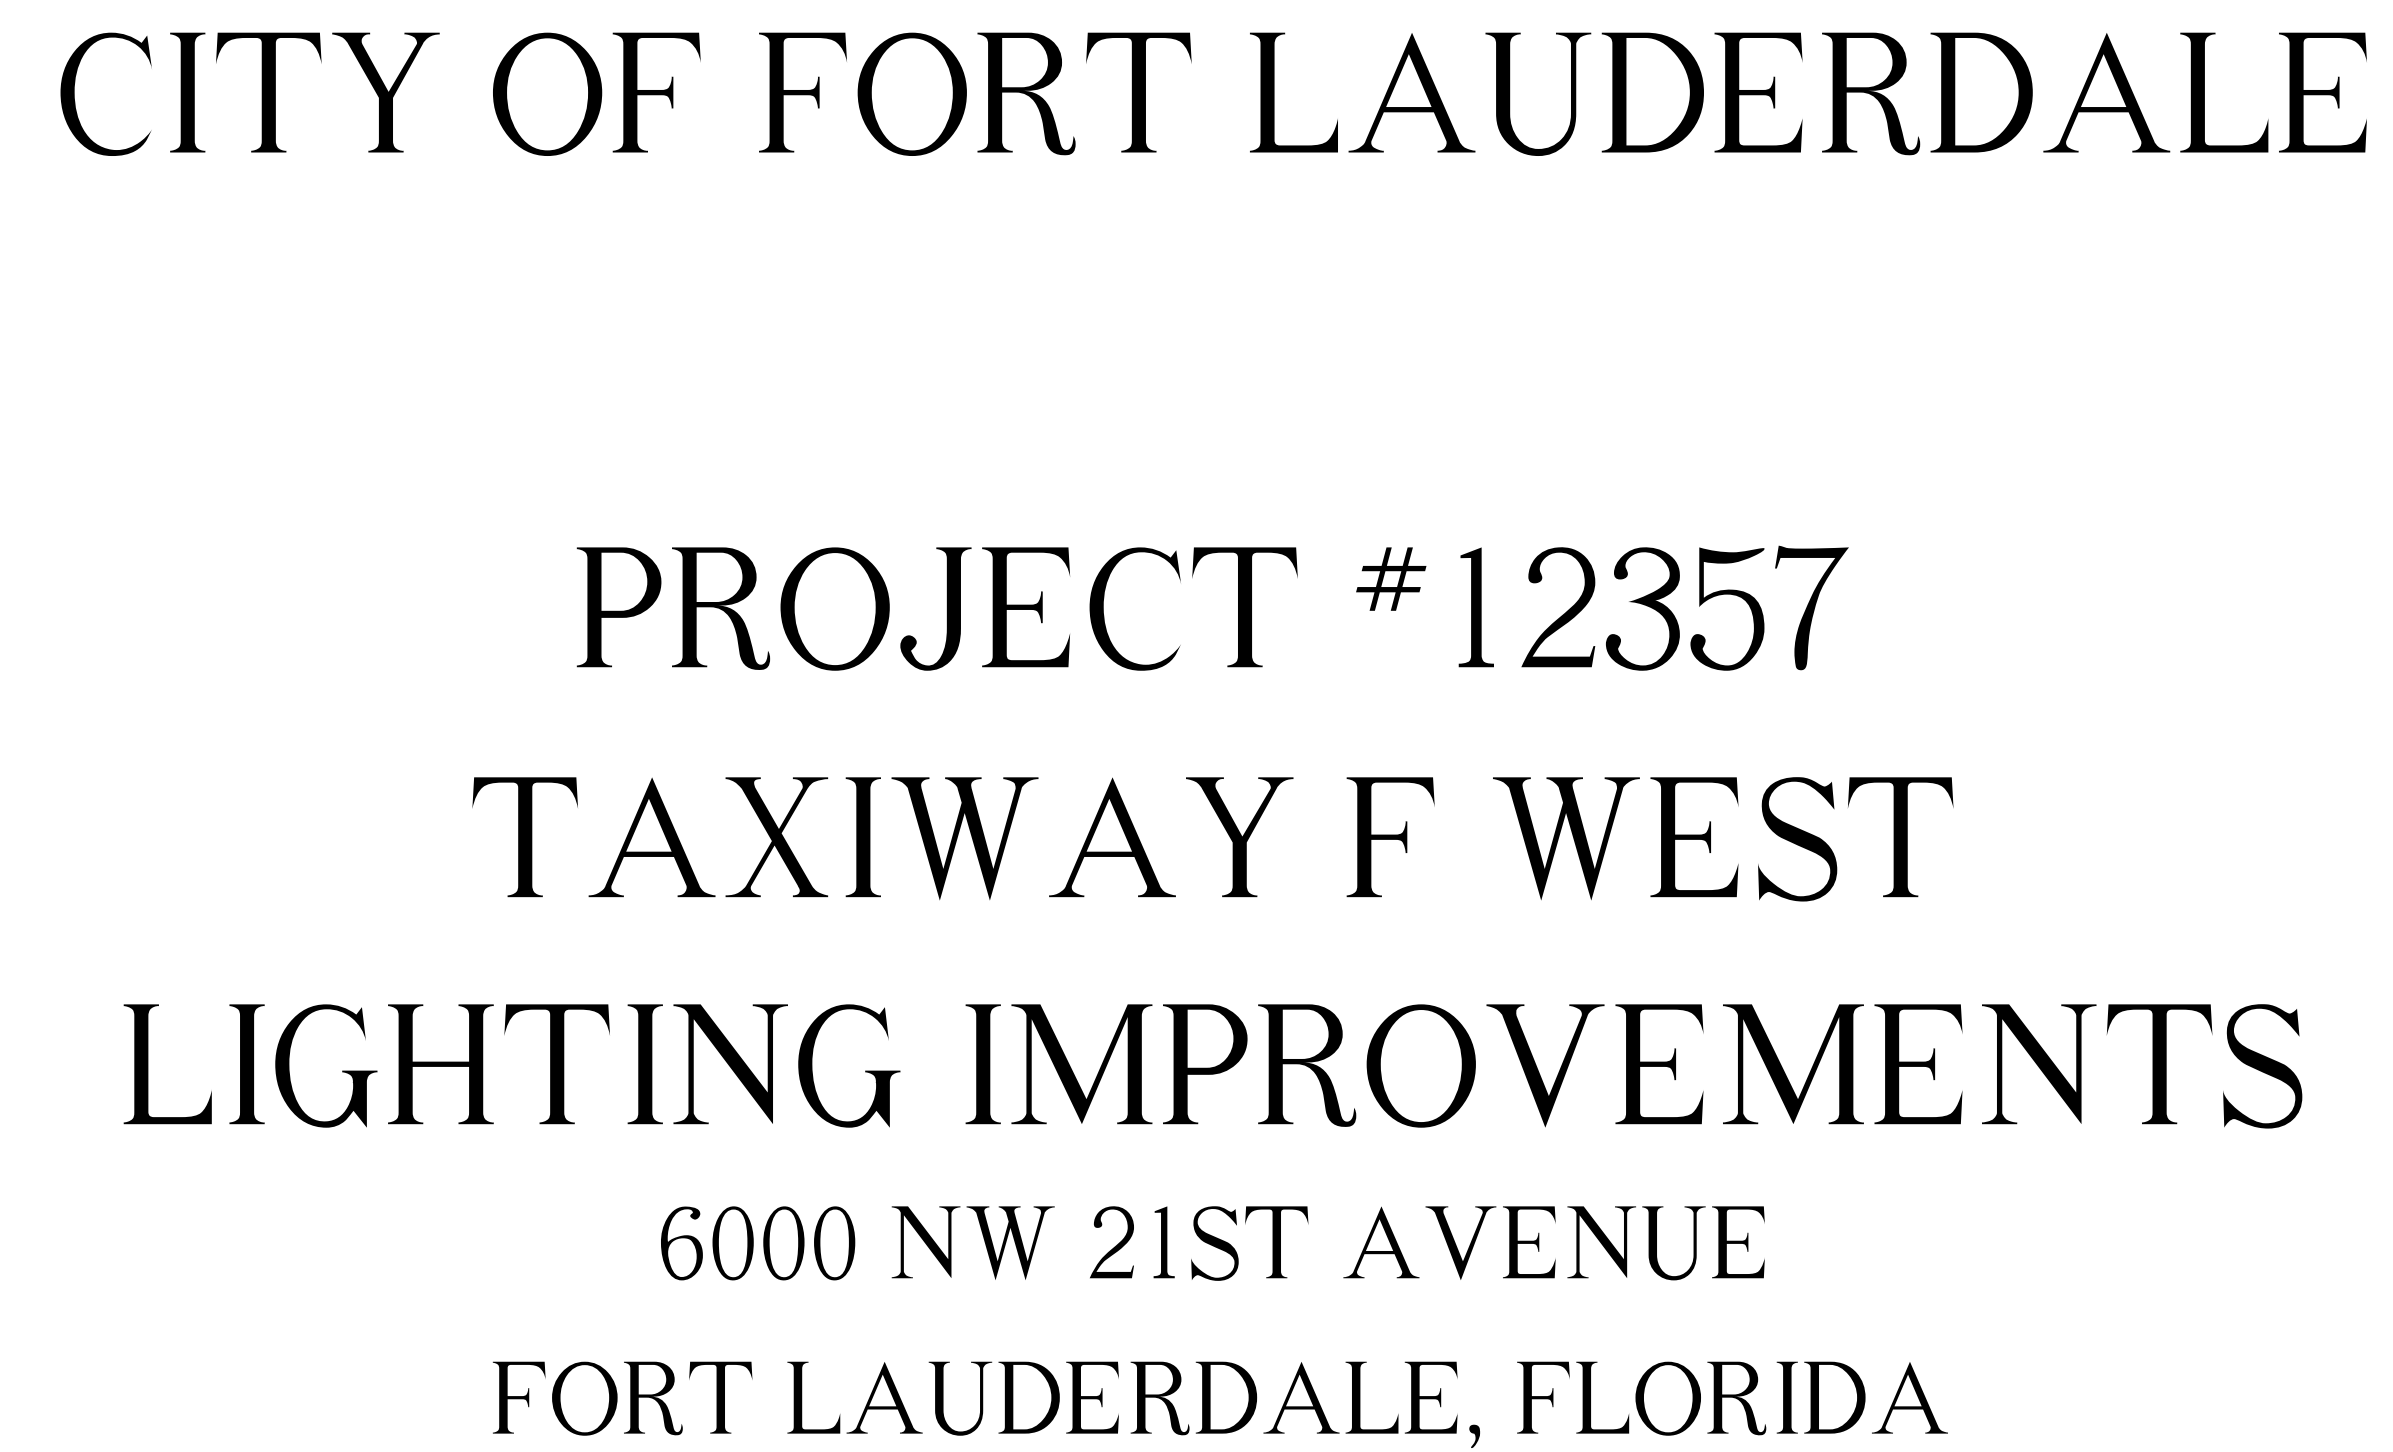 CITY OF FORT LAUDERDALE
PROJECT #12357
TAXIWAY F WEST
LIGHTING IMPROVEMENTS
6000 NW 21ST AVENUE
FORT LAUDERDALE, FLORIDA